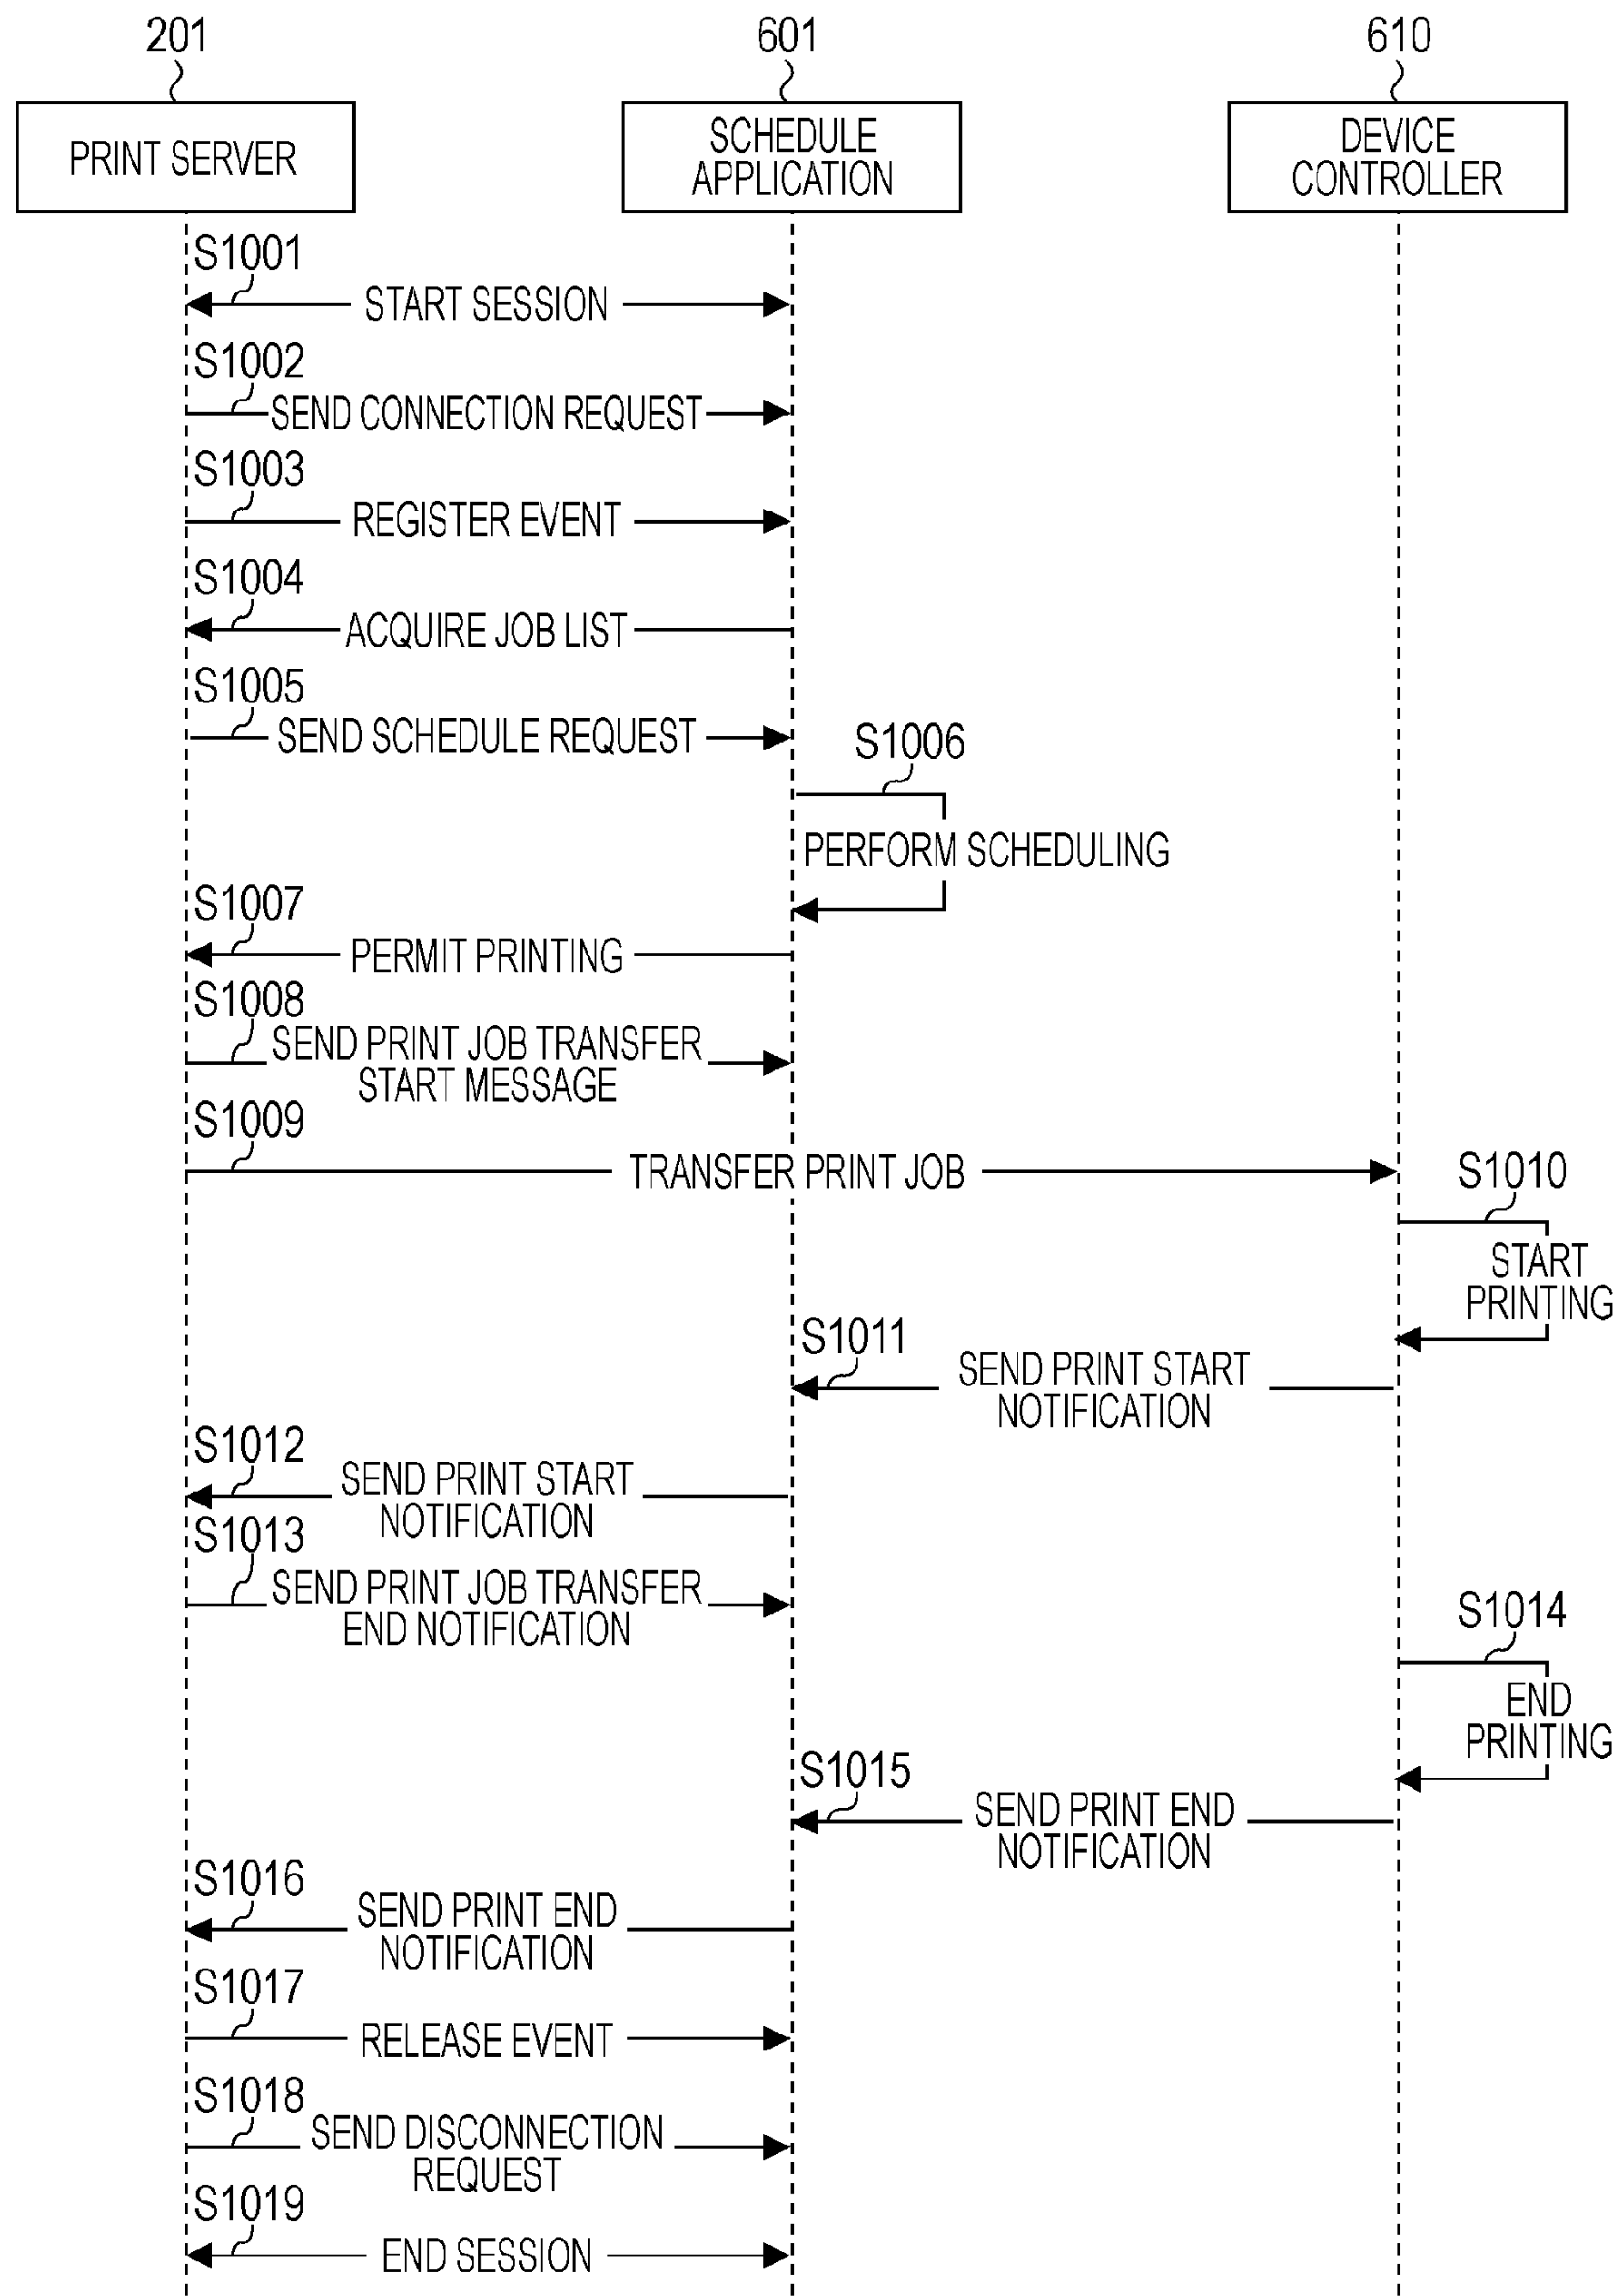 201
601
610
PRINT SERVER
SCHEDULE
APPLICATION
DEVICE
CONTROLLER
S1001
START SESSION
S1002
SEND CONNECTION REQUEST
S1003
REGISTER EVENT
S1004
ACQUIRE JOB LIST
S1005
SEND SCHEDULE REQUEST
S1006
PERFORM SCHEDULING
S1007
PERMIT PRINTING
S1008
SEND PRINT JOB TRANSFER
START MESSAGE
S1009
TRANSFER PRINT JOB
S1010
START
PRINTING
S1011
SEND PRINT START
NOTIFICATION
S1012
SEND PRINT START
NOTIFICATION
S1013
SEND PRINT JOB TRANSFER
END NOTIFICATION
S1014
END
PRINTING
S1015
SEND PRINT END
NOTIFICATION
S1016
SEND PRINT END
NOTIFICATION
S1017
RELEASE EVENT
S1018
SEND DISCONNECTION
REQUEST
S1019
END SESSION